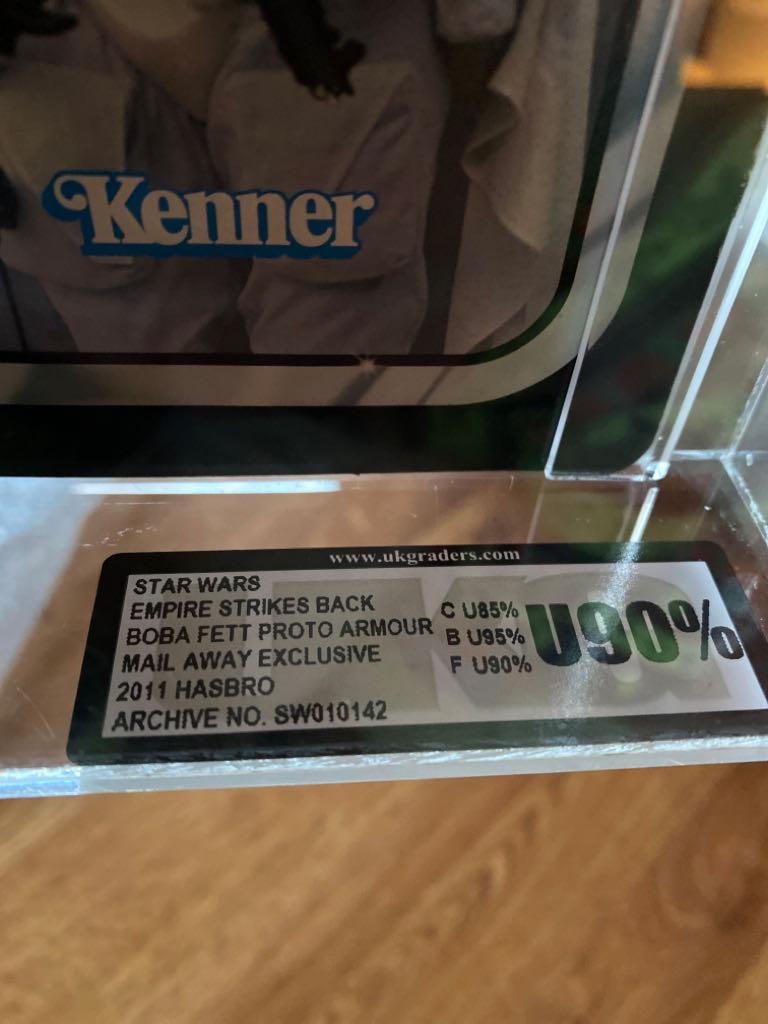 Kenner
www.ukgraders.com
STAR WARS
EMPIRE STRIKES BACK
BOBA FETT PROTO ARMOUR
MAIL AWAY EXCLUSIVE
2011 HASBRO
ARCHIVE NO. SW010142
C U85%
B U95%
F U90%
U90%